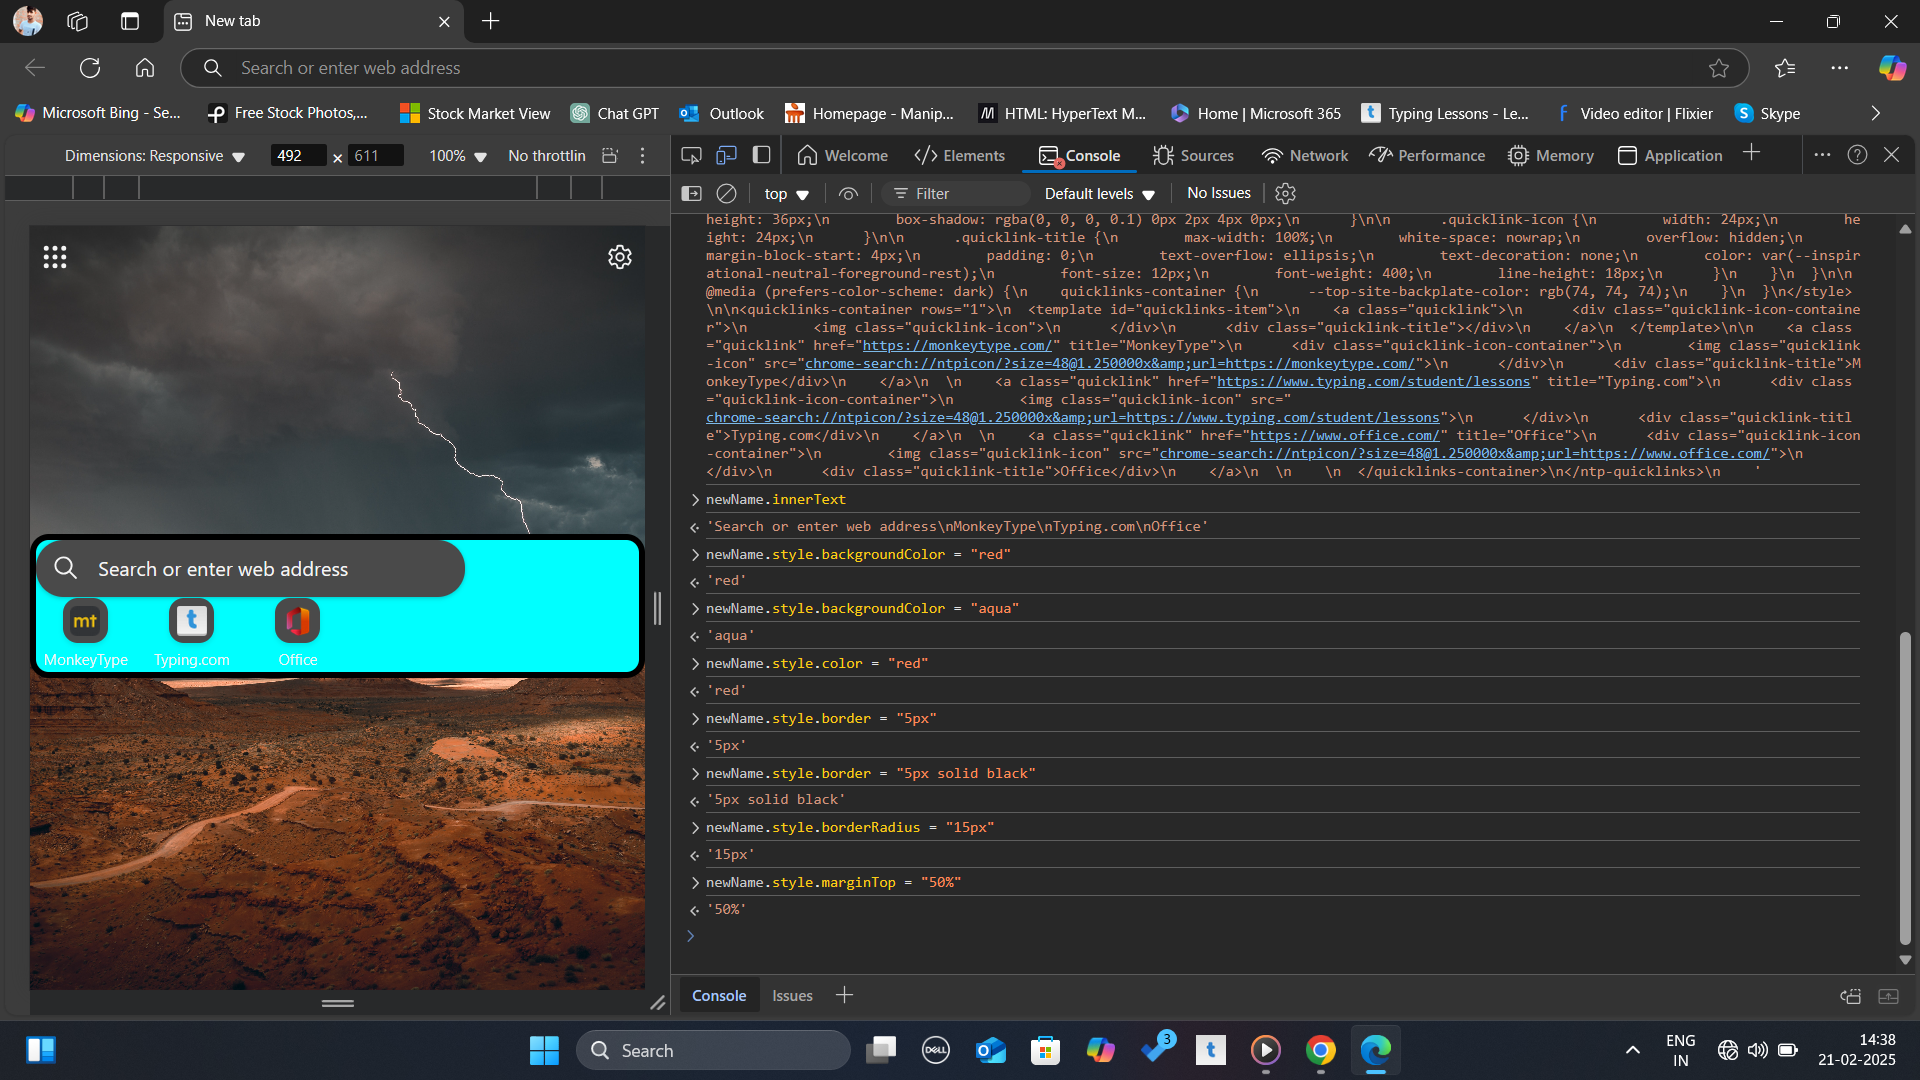 New tab
Search or enter web address
Microsoft Bing - Se...
Free Stock Photos,...
Stock Market View
Chat GPT
Outlook
Homepage - Manip...
HTML: HyperText M...
Home | Microsoft 365
Typing Lessons - Le...
Video editor | Flixier
Skype
Dimensions: Responsive
492
×
611
100%
No throttlin
Welcome
Elements
Console
Sources
Network
Performance
Memory
Application
top
Filter
Default levels
No Issues
height: 36px;\n        box-shadow: rgba(0, 0, 0, 0.1) 0px 2px 4px 0px;\n      }\n\n      .quicklink-icon {\n        width: 24px;\n        he
ight: 24px;\n      }\n\n      .quicklink-title {\n        max-width: 100%;\n        white-space: nowrap;\n        overflow: hidden;\n
margin-block-start: 4px;\n        padding: 0;\n        text-overflow: ellipsis;\n        text-decoration: none;\n        color: var(--inspir
ational-neutral-foreground-rest);\n        font-size: 12px;\n        font-weight: 400;\n        line-height: 18px;\n      }\n    }\n  }\n\n
@media (prefers-color-scheme: dark) {\n    quicklinks-container {\n      --top-site-backplate-color: rgb(74, 74, 74);\n    }\n  }\n</style>
\n\n<quicklinks-container rows="1">\n  <template id="quicklinks-item">\n    <a class="quicklink">\n      <div class="quicklink-icon-containe
r">\n        <img class="quicklink-icon">\n      </div>\n      <div class="quicklink-title"></div>\n    </a>\n  </template>\n\n    <a class
="quicklink" href="https://monkeytype.com/" title="MonkeyType">\n      <div class="quicklink-icon-container">\n        <img class="quicklink
-icon" src="chrome-search://ntpicon/?size=48@1.250000x&amp;url=https://monkeytype.com/">\n      </div>\n      <div class="quicklink-title">M
onkeyType</div>\n    </a>\n  \n    <a class="quicklink" href="https://www.typing.com/student/lessons" title="Typing.com">\n      <div class
="quicklink-icon-container">\n        <img class="quicklink-icon" src="
chrome-search://ntpicon/?size=48@1.250000x&amp;url=https://www.typing.com/student/lessons">\n      </div>\n      <div class="quicklink-titl
e">Typing.com</div>\n    </a>\n  \n    <a class="quicklink" href="https://www.office.com/" title="Office">\n      <div class="quicklink-icon
-container">\n        <img class="quicklink-icon" src="chrome-search://ntpicon/?size=48@1.250000x&amp;url=https://www.office.com/">\n
</div>\n      <div class="quicklink-title">Office</div>\n    </a>\n  \n    \n  </quicklinks-container>\n</ntp-quicklinks>\n    '
newName.innerText
'Search or enter web address\nMonkeyType\nTyping.com\nOffice'
newName.style.backgroundColor = "red"
'red'
newName.style.backgroundColor = "aqua"
'aqua'
newName.style.color = "red"
'red'
newName.style.border = "5px"
'5px'
newName.style.border = "5px solid black"
'5px solid black'
newName.style.borderRadius = "15px"
'15px'
newName.style.marginTop = "50%"
'50%'
Search or enter web address
mt
t
MonkeyType
Typing.com
Office
Console
Issues
Search
DELL
3
t
ENG
IN
14:38
21-02-2025